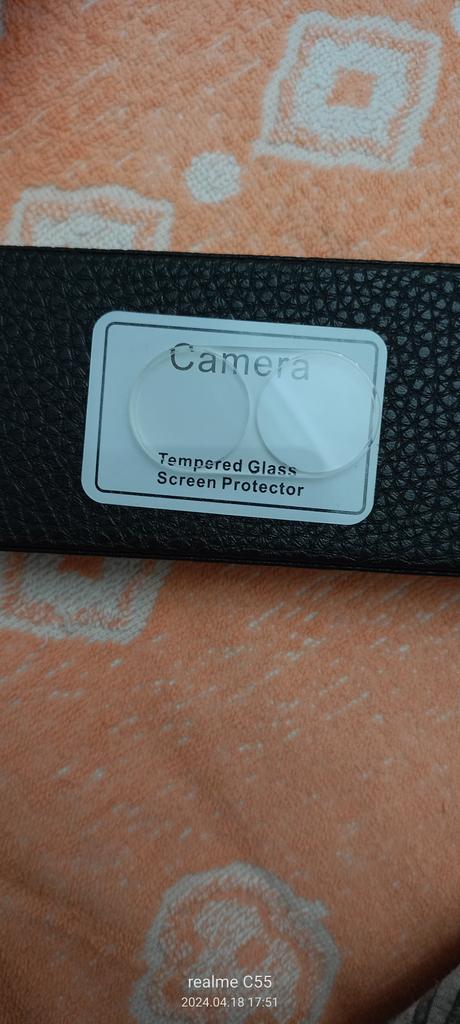 Camera
Tempered Glass
Screen Protector
realme C55
2024.04.18 17:51